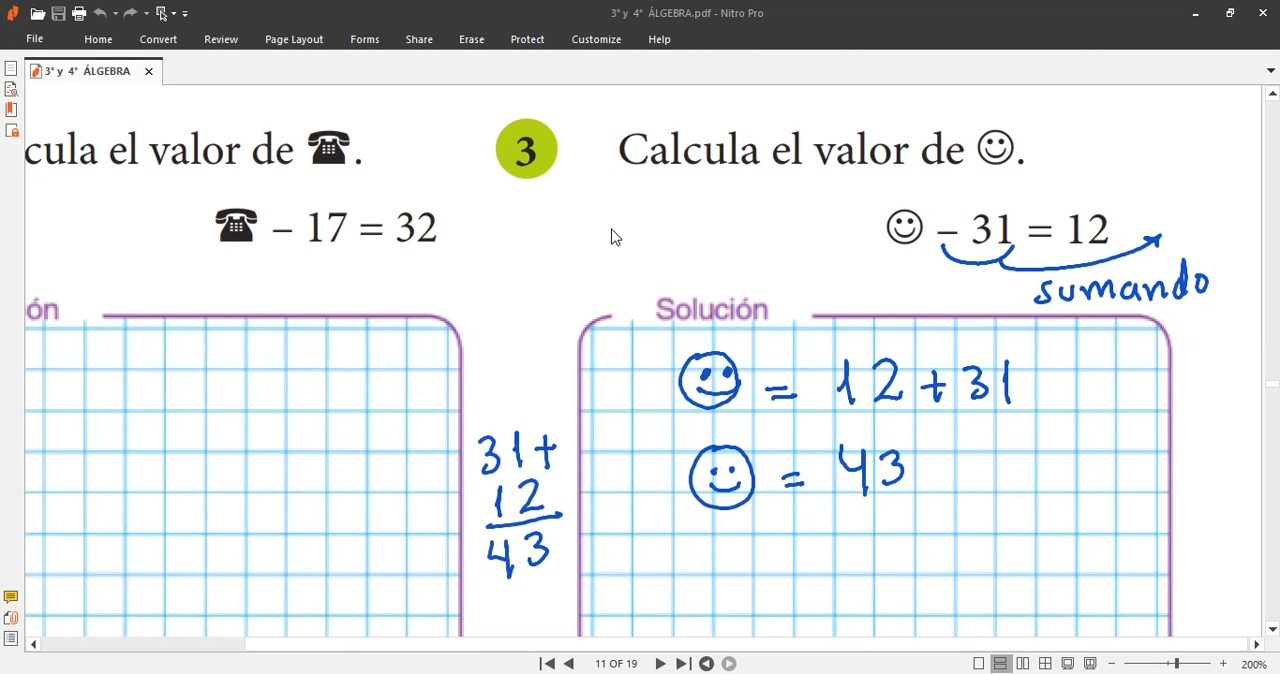 3° y 4° ÁLGEBRA.pdf - Nitro Pro
File Home Convert Review Page Layout Forms Share Erase Protect Customize Help
3° y 4° ÁLGEBRA
cula el valor de ☎.
☎ – 17 = 32
ión
3 Calcula el valor de ☺.
☺ – 31 = 12
sumando
Solución
☺ = 12 + 31
☺ = 43
31 +
12
43
11 OF 19
200%